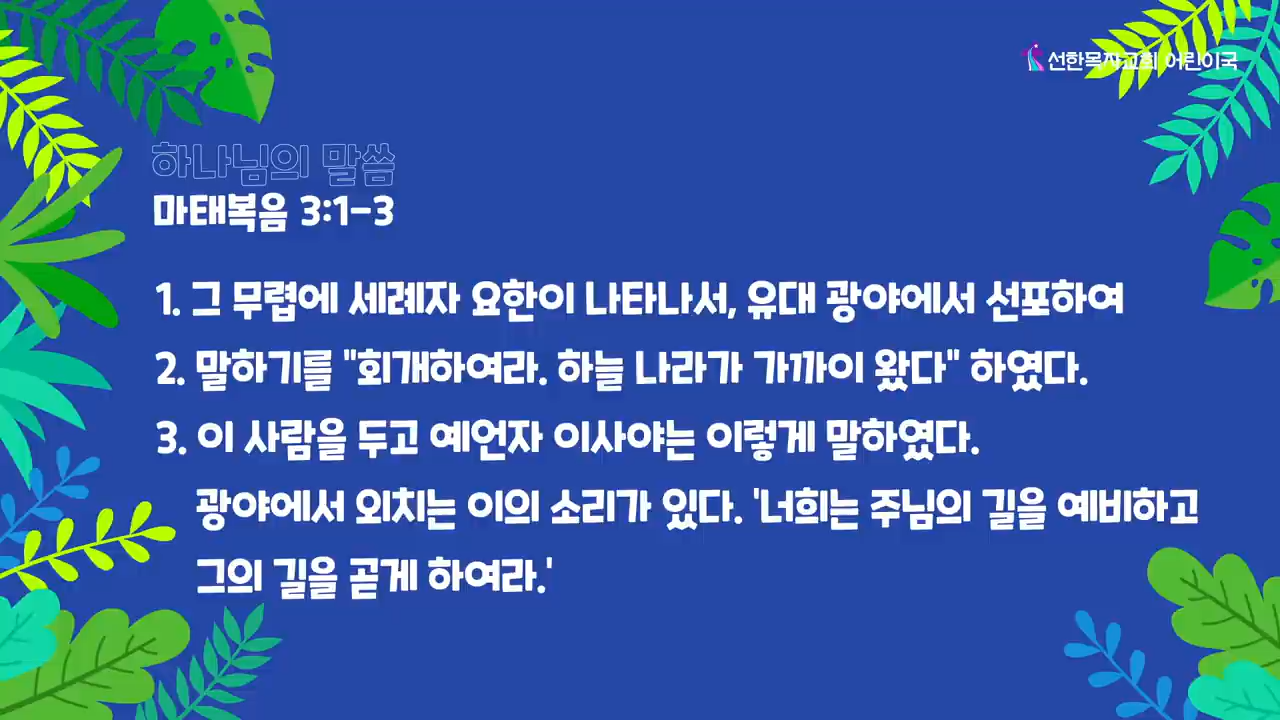 선한목자교회 어린이국
하나님의 말씀
마태복음 3:1-3
1. 그 무렵에 세례자 요한이 나타나서, 유대 광야에서 선포하여
2. 말하기를 "회개하여라. 하늘 나라가 가까이 왔다" 하였다.
3. 이 사람을 두고 예언자 이사야는 이렇게 말하였다.
광야에서 외치는 이의 소리가 있다. '너희는 주님의 길을 예비하고
그의 길을 곧게 하여라.'